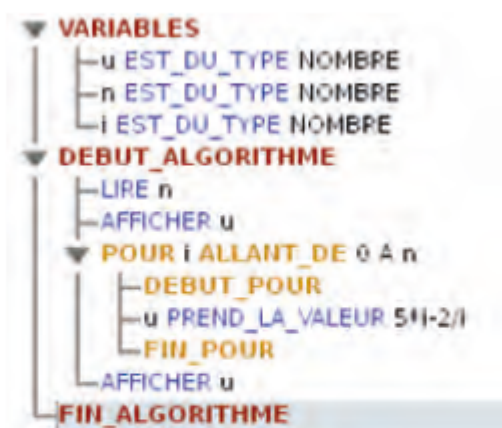 VARIABLES
u EST_DU_TYPE NOMBRE
n EST_DU_TYPE NOMBRE
i EST_DU_TYPE NOMBRE
DEBUT_ALGORITHME
LIRE n
AFFICHER u
POUR i ALLANT_DE 0 A n
DEBUT_POUR
u PREND_LA_VALEUR 5*i-2/i
FIN_POUR
AFFICHER u
FIN_ALGORITHME